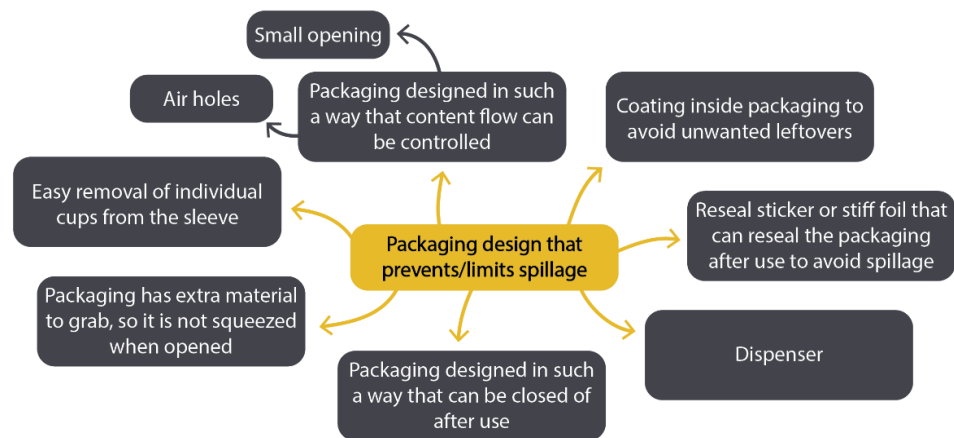 Small opening
Air holes
Packaging designed in such
a way that content flow can
be controlled
Coating inside packaging to
avoid unwanted leftovers
Easy removal of individual
cups from the sleeve
Packaging design that
prevents/limits spillage
Reseal sticker or stiff foil that
can reseal the packaging
after use to avoid spillage
Packaging has extra material
to grab, so it is not squeezed
when opened
Packaging designed in such
a way that can be closed of
after use
Dispenser